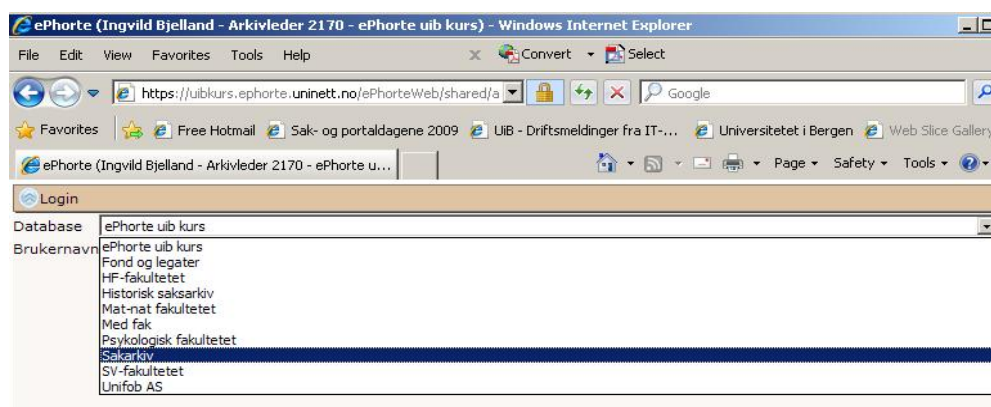 ePhorte (Ingvild Bjelland - Arkivleder 2170 - ePhorte uib kurs) - Windows Internet Explorer
File Edit View Favorites Tools Help x Convert Select
https://uibkurs.ephorte.uninett.no/ePhorteWeb/shared/a Google
Favorites Free Hotmail Sak- og portaldagene 2009 UiB - Driftsmeldinger fra IT-... Universitetet i Bergen Web Slice Gallery
ePhorte (Ingvild Bjelland - Arkivleder 2170 - ePhorte u... Page Safety Tools
Login
Database ePhorte uib kurs
Brukernavn ePhorte uib kurs
Fond og legater
HF-fakultetet
Historisk saksarkiv
Mat-nat fakultetet
Med fak
Psykologisk fakultetet
Sakarkiv
SV-fakultetet
Unifob AS